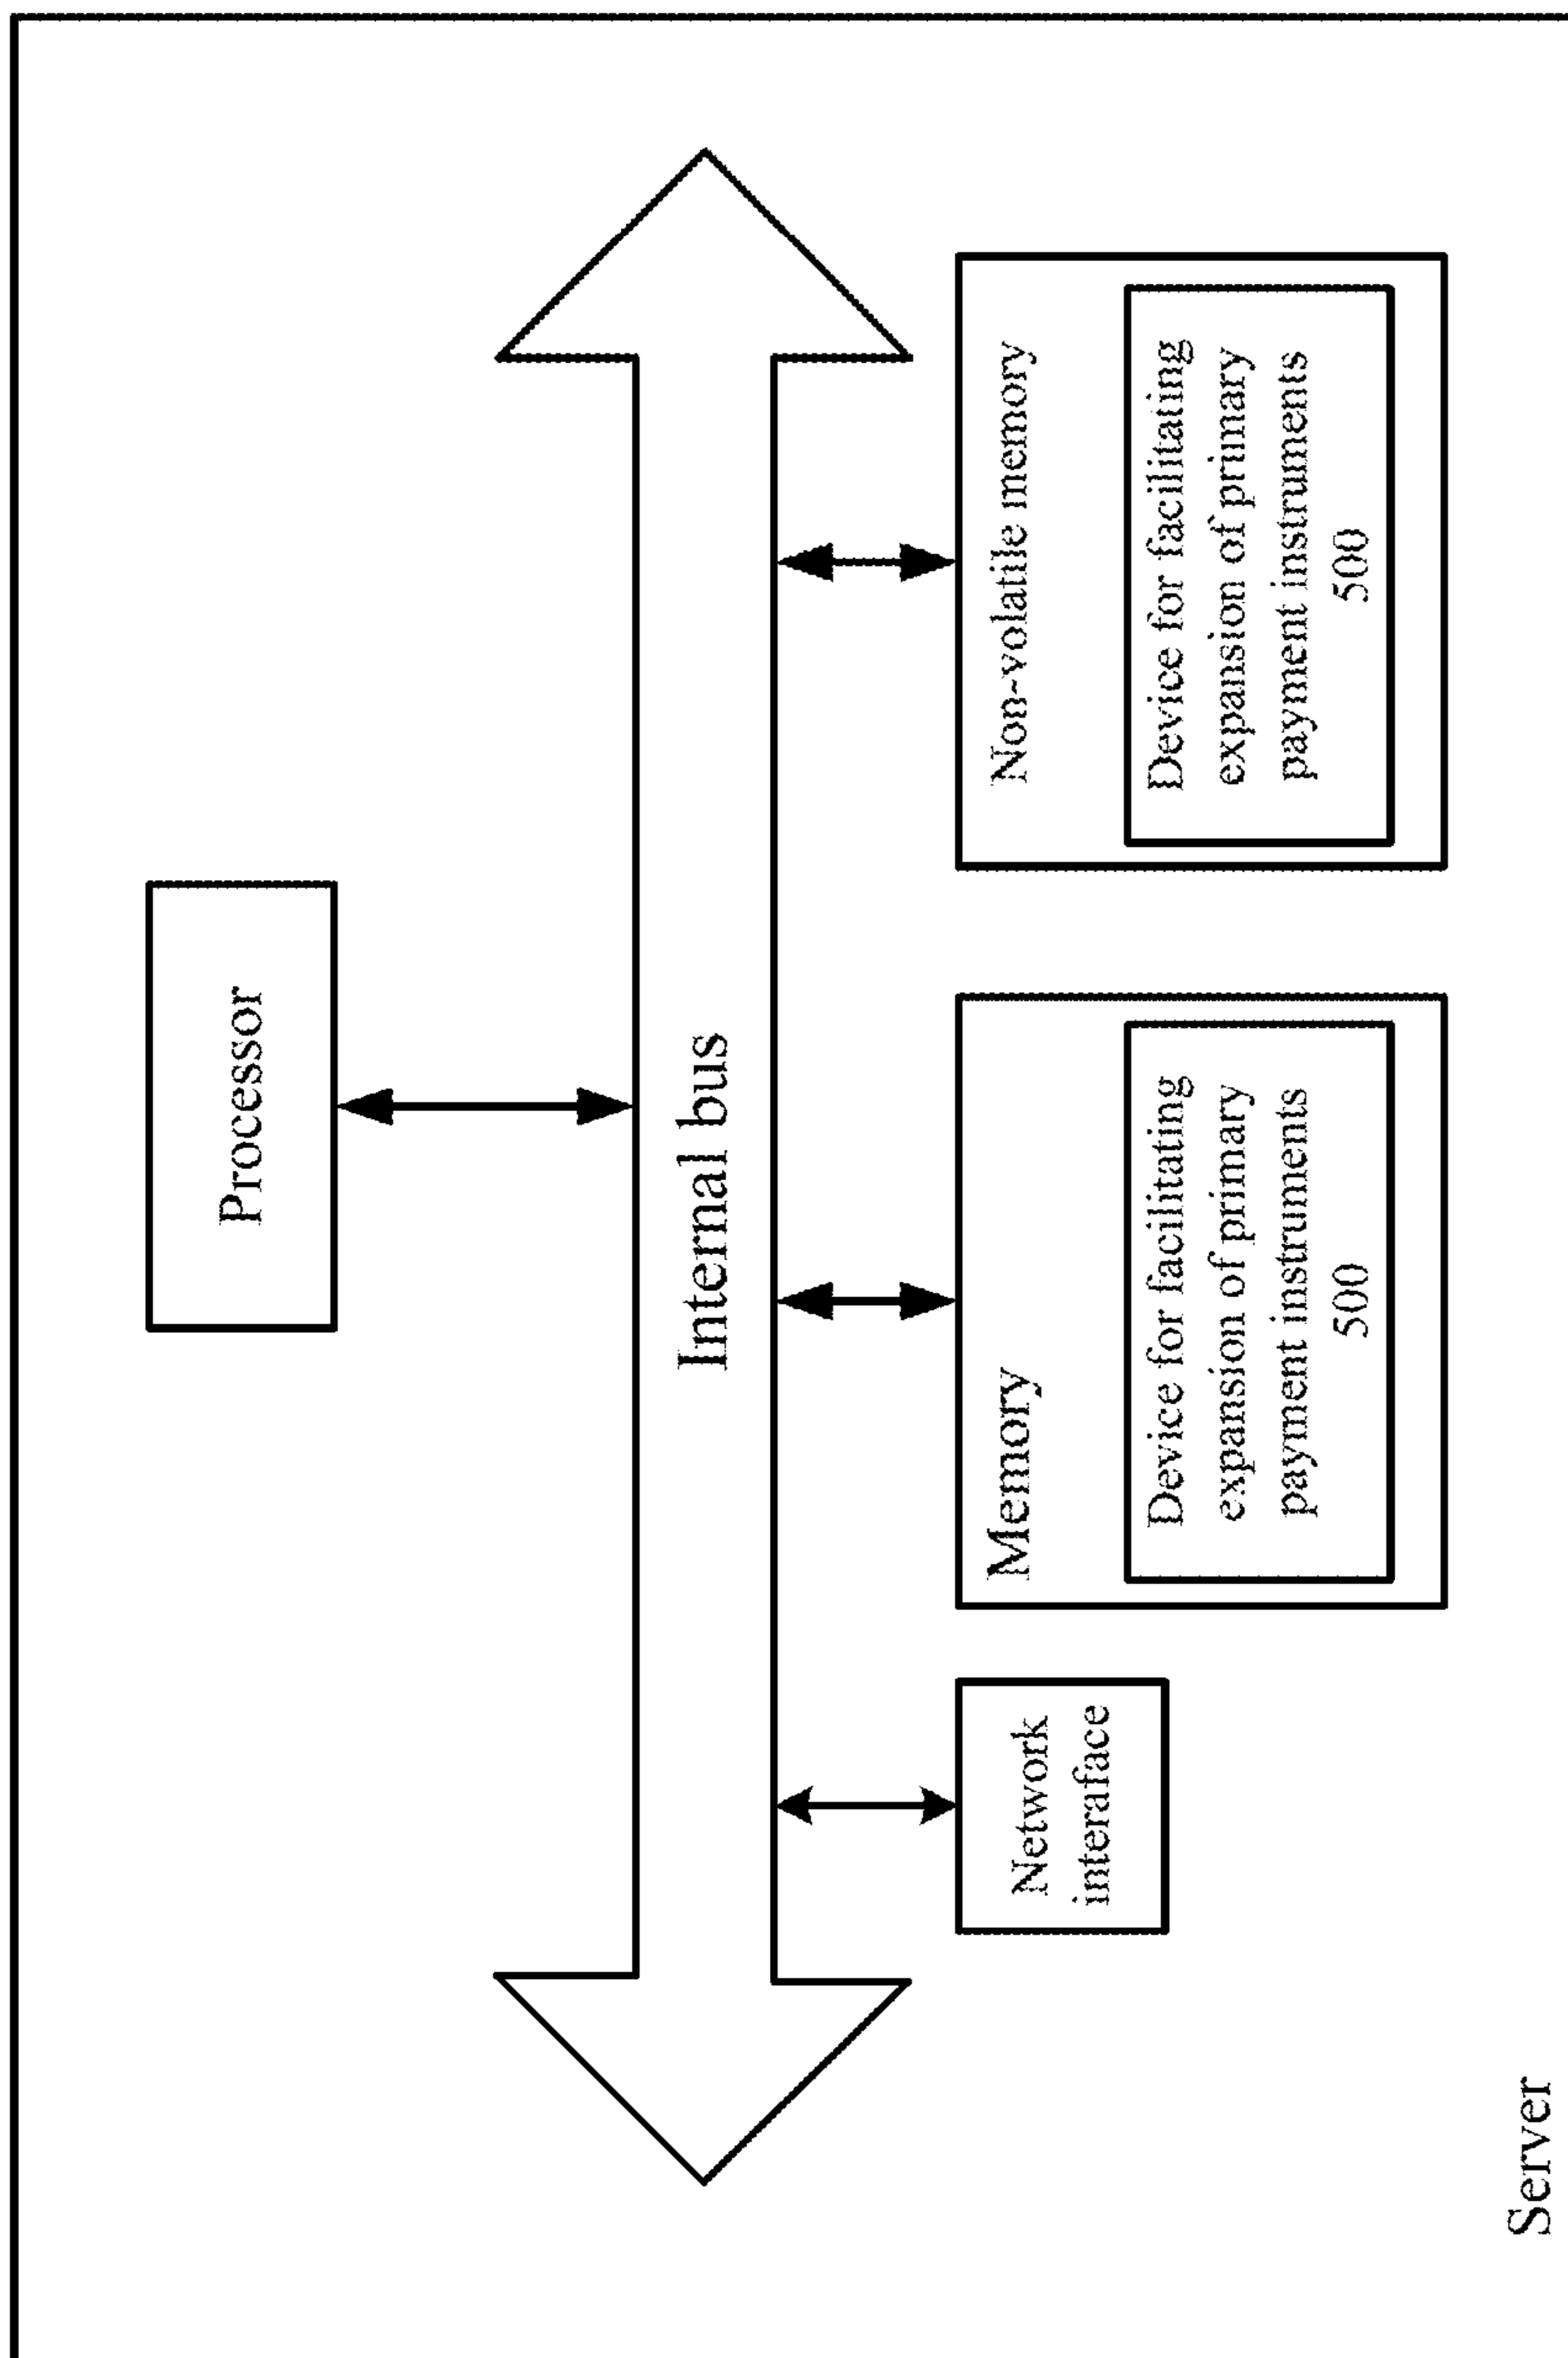 Processor
Internal bus
Network
interaface
Memory
Device for facilitating
expansion of primary
payment instruments
500
Non-volatile memory
Device for facilitating
expansion of primary
payment instruments
500
Server